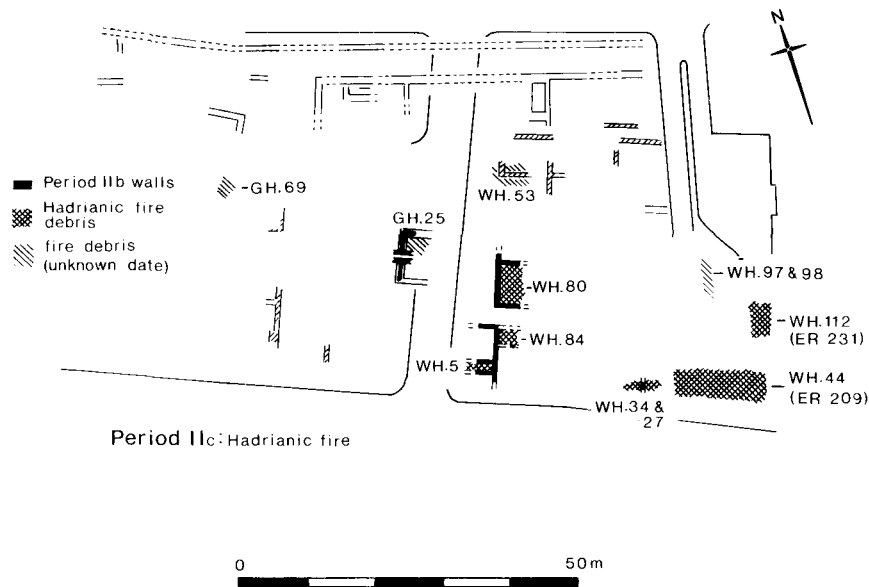 N
Period IIb walls
Hadrianic fire
debris
fire debris
(unknown date)
GH.69
GH.25
WH.53
WH.80
WH.84
WH.5
WH.97 & 98
WH.112
(ER 231)
WH.44
(ER 209)
WH.34 &
27
Period IIc: Hadrianic fire
0 50m